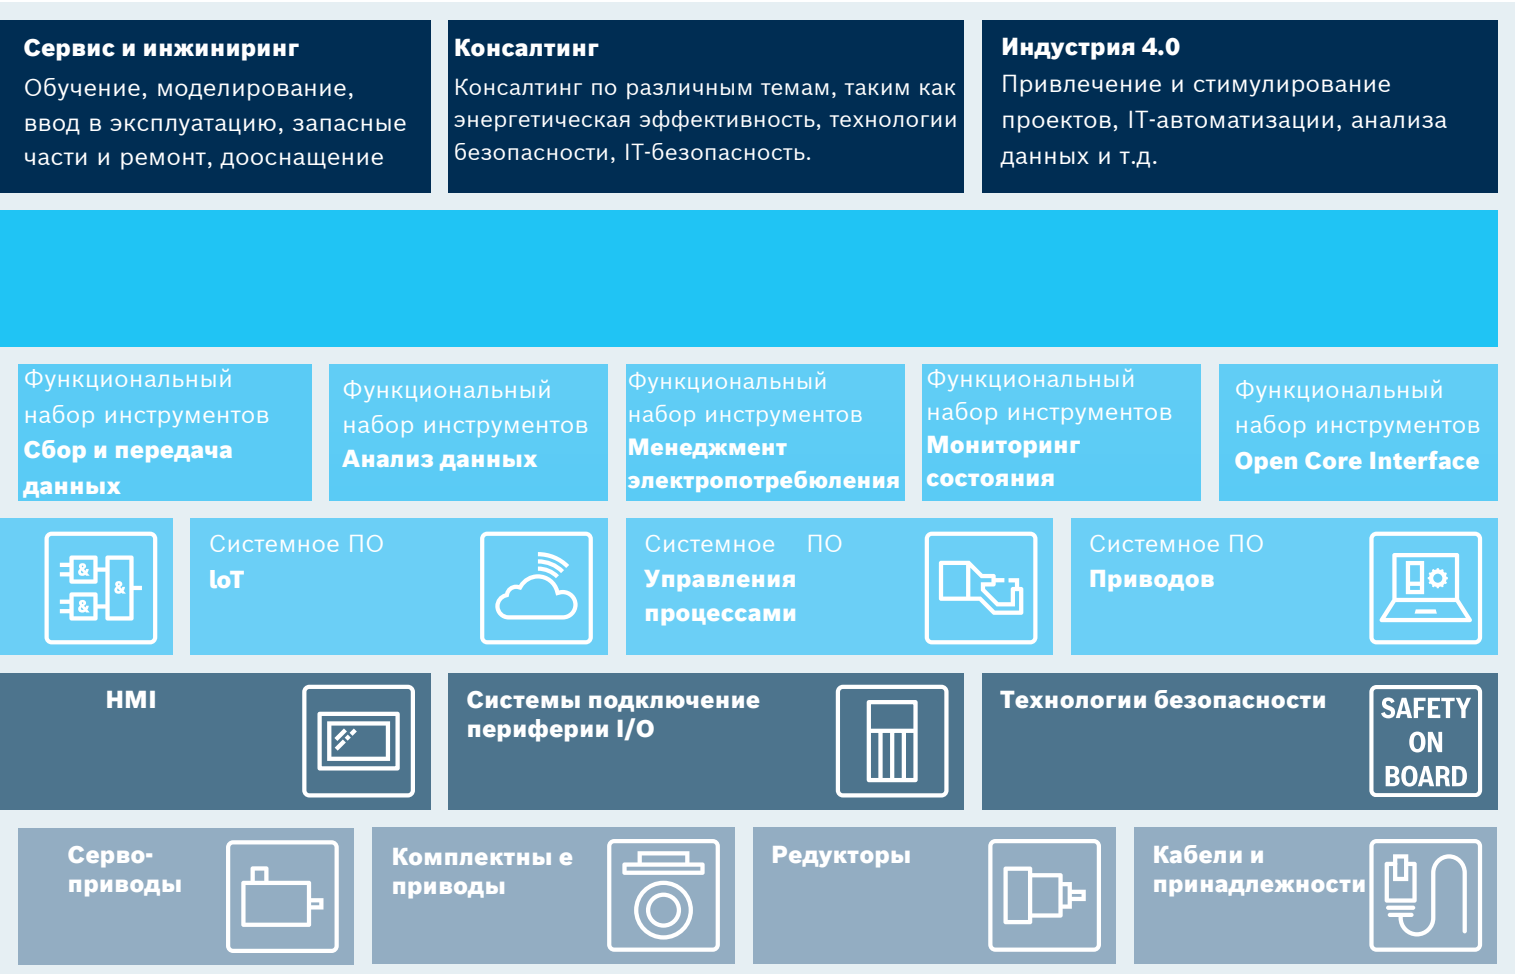 Сервис и инжиниринг
Обучение, моделирование,
ввод в эксплуатацию, запасные
части и ремонт, дооснащение
Консалтинг
Консалтинг по различным темам, таким как
энергетическая эффективность, технологии
безопасности, IT-безопасность.
Индустрия 4.0
Привлечение и стимулирование
проектов, IT-автоматизации, анализа
данных и т.д.
Функциональный
набор инструментов
Сбор и передача
данных
Функциональный
набор инструментов
Анализ данных
Функциональный
набор инструментов
Менеджмент
электропотребюления
Функциональный
набор инструментов
Мониторинг
состояния
Функциональный
набор инструментов
Open Core Interface
&
&
&
Системное ПО
IoT
Системное ПО
Управления
процессами
Системное ПО
Приводов
HMI
Системы подключение
периферии I/O
Технологии безопасности
SAFETY
ON
BOARD
Серво-
приводы
Комплектны е
приводы
Редукторы
Кабели и
принадлежности